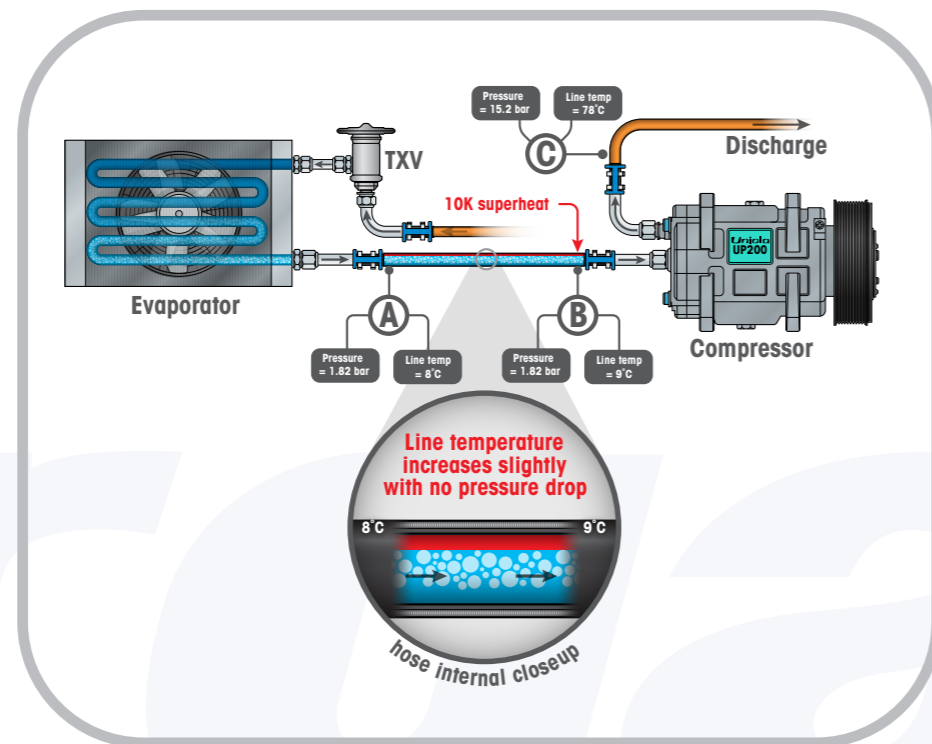 Pressure
= 15.2 bar
Line temp
= 78°C
C
Discharge
TXV
10K superheat
Unicla
UP200
Evaporator
A
B
Compressor
Pressure
= 1.82 bar
Line temp
= 8°C
Pressure
= 1.82 bar
Line temp
= 9°C
Line temperature
increases slightly
with no pressure drop
8°C
9°C
hose internal closeup